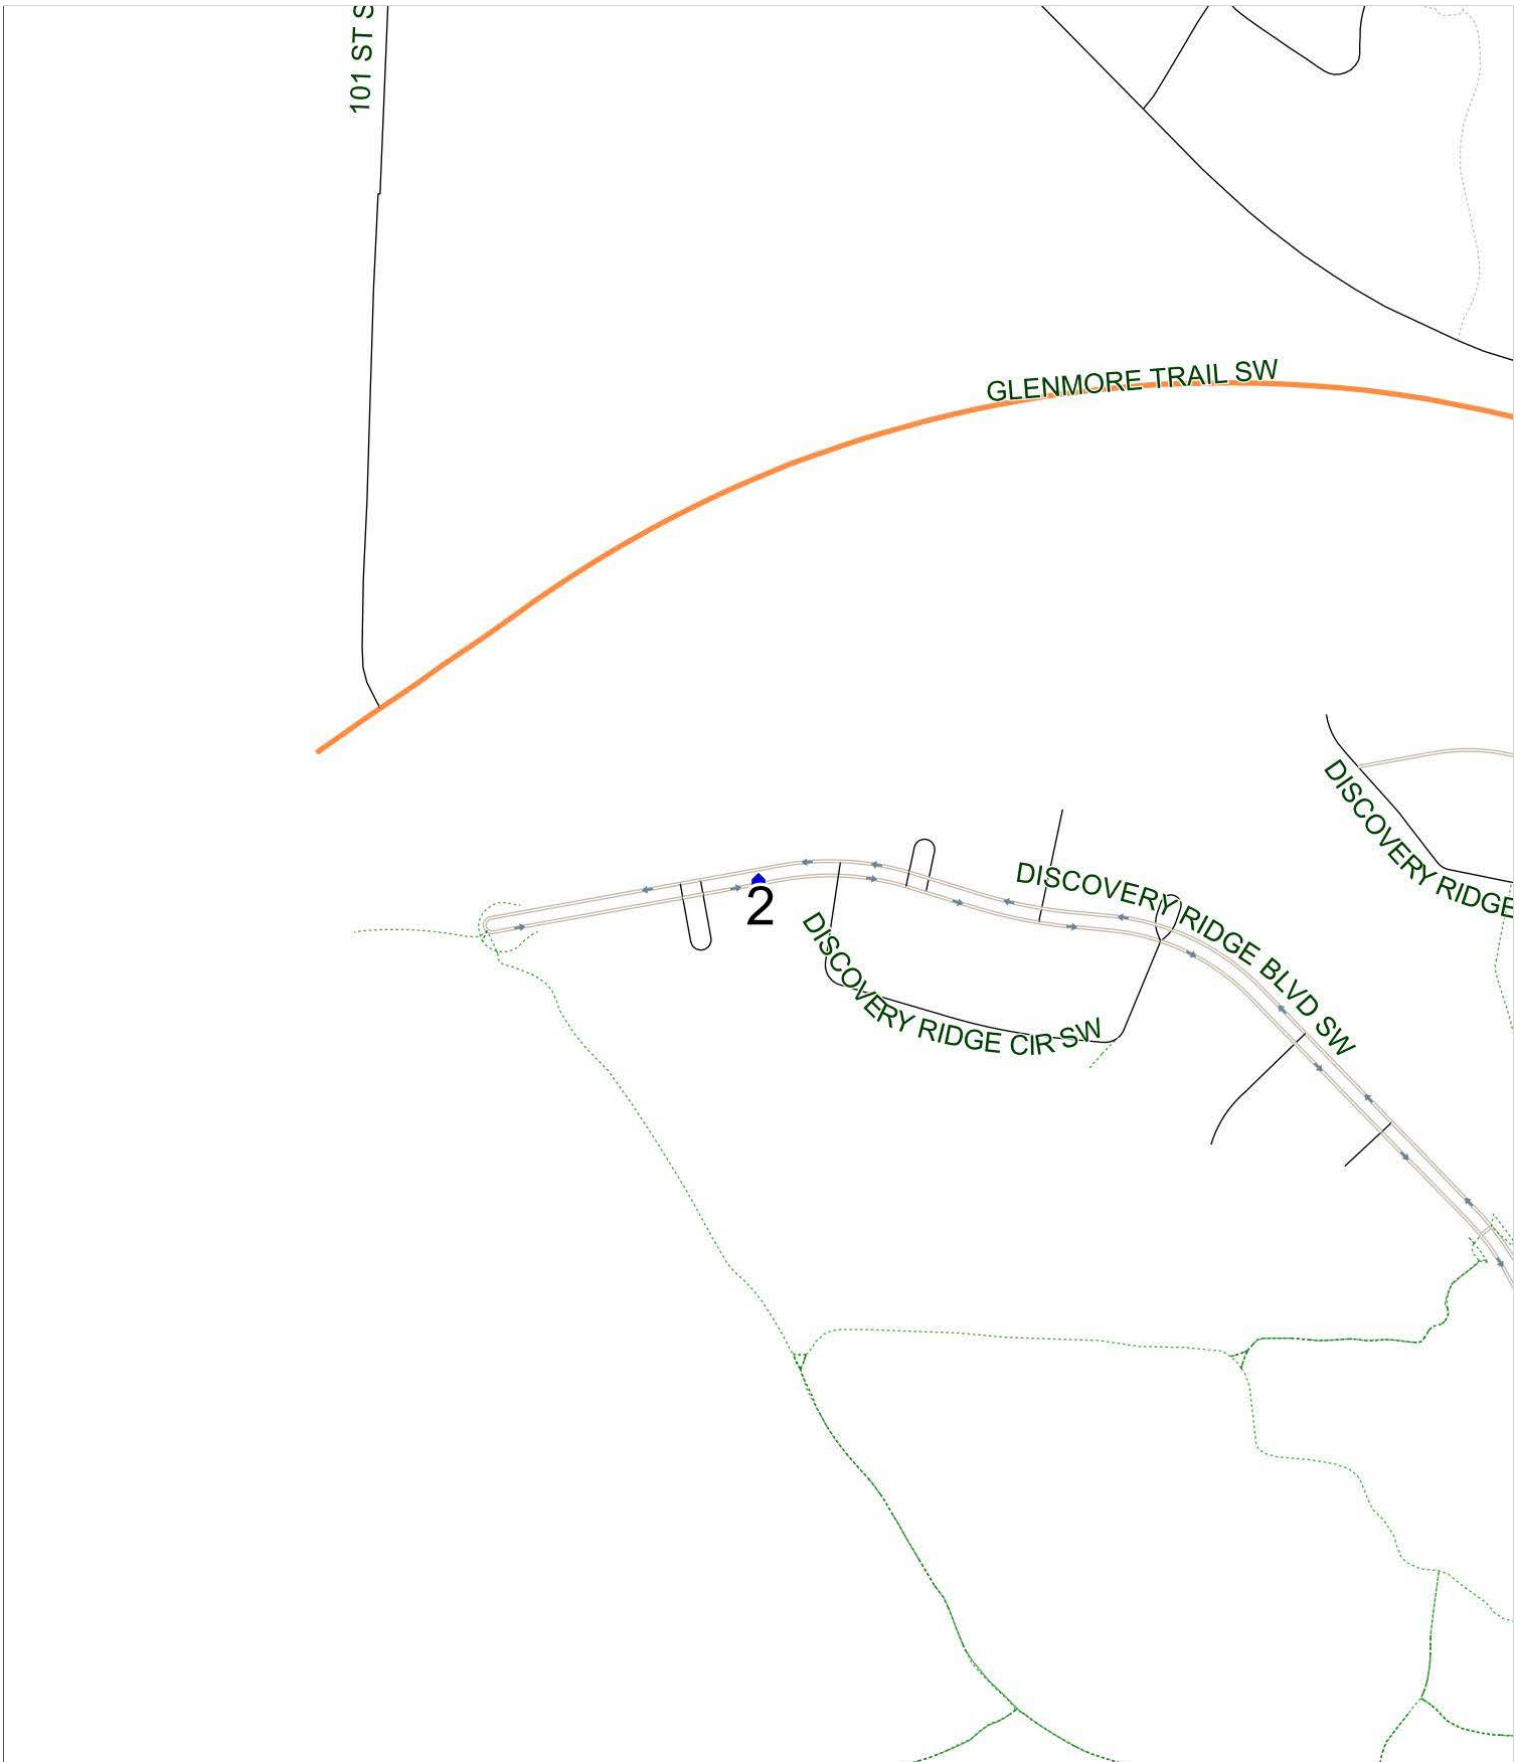 101 ST S
GLENMORE TRAIL SW
DISCOVERY RIDGE
DISCOVERY RIDGE BLVD SW
2
DISCOVERY RIDGE CIR SW